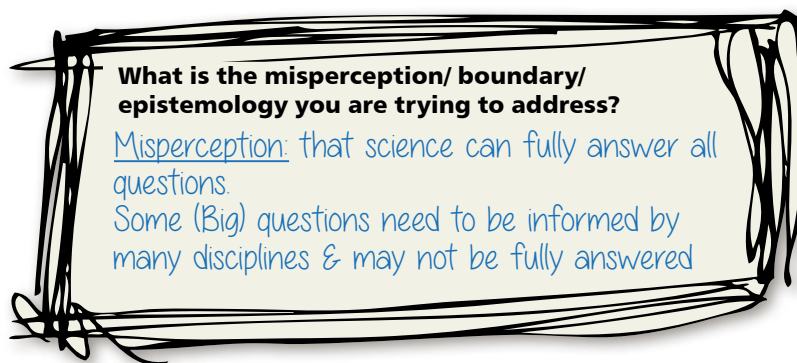 What is the misperception/ boundary/
epistemology you are trying to address?
Misperception: that science can fully answer all
questions.
Some (Big) questions need to be informed by
many disciplines & may not be fully answered